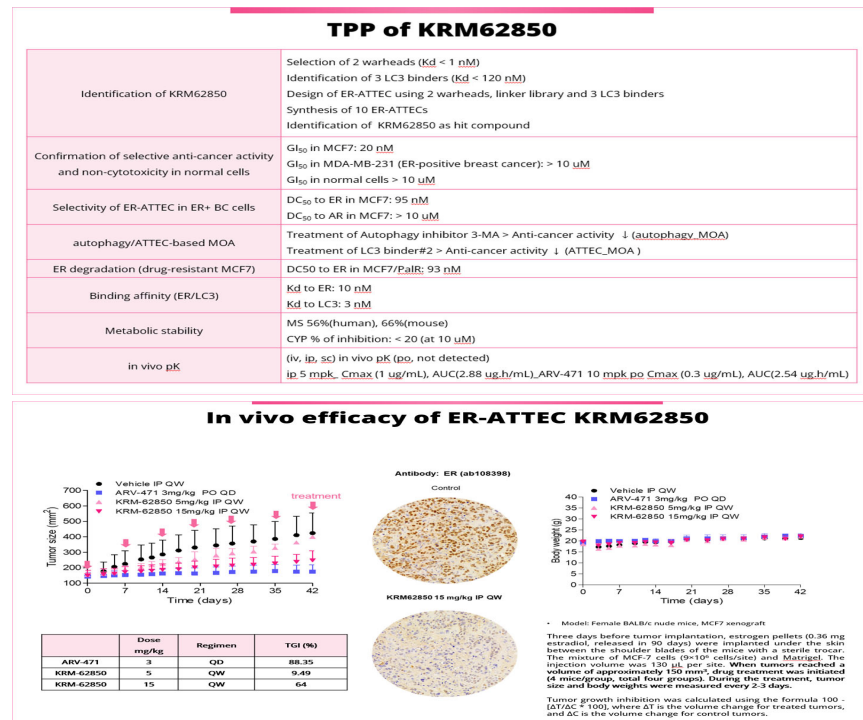 TPP of KRM62850
Identification of KRM62850
Selection of 2 warheads (Kd < 1 nM)
Identification of 3 LC3 binders (Kd < 120 nM)
Design of ER-ATTEC using 2 warheads, linker library and 3 LC3 binders
Synthesis of 10 ER-ATTECs
Identification of KRM62850 as hit compound
Confirmation of selective anti-cancer activity
and non-cytotoxicity in normal cells
GI₅₀ in MCF7: 20 nM
GI₅₀ in MDA-MB-231 (ER-positive breast cancer): > 10 uM
GI₅₀ in normal cells > 10 uM
Selectivity of ER-ATTEC in ER+ BC cells
DC₅₀ to ER in MCF7: 95 nM
DC₅₀ to AR in MCF7: > 10 uM
autophagy/ATTEC-based MOA
Treatment of Autophagy inhibitor 3-MA > Anti-cancer activity ↓ (autophagy_MOA)
Treatment of LC3 binder#2 > Anti-cancer activity ↓ (ATTEC_MOA )
ER degradation (drug-resistant MCF7)
DC50 to ER in MCF7/PalR: 93 nM
Binding affinity (ER/LC3)
Kd to ER: 10 nM
Kd to LC3: 3 nM
Metabolic stability
MS 56%(human), 66%(mouse)
CYP % of inhibition: < 20 (at 10 uM)
in vivo pK
(iv, ip, sc) in vivo pK (po, not detected)
ip 5 mpk_ Cmax (1 ug/mL), AUC(2.88 ug.h/mL)_ARV-471 10 mpk po Cmax (0.3 ug/mL), AUC(2.54 ug.h/mL)
In vivo efficacy of ER-ATTEC KRM62850
Vehicle IP QW
ARV-471 3mg/kg PO QD
KRM-62850 5mg/kg IP QW
KRM-62850 15mg/kg IP QW
treatment
Tumor size (mm²)
700
600
500
400
300
200
100
0 7 14 21 28 35 42
Time (days)
Dose mg/kg Regimen TGI (%)
ARV-471 3 QD 88.35
KRM-62850 5 QW 9.49
KRM-62850 15 QW 64
Antibody: ER (ab108398)
Control
KRM62850 15 mg/kg IP QW
Vehicle IP QW
ARV-471 3mg/kg PO QD
KRM-62850 5 mg/kg IP QW
KRM-62850 15mg/kg IP QW
Body weight (g)
40
35
30
25
20
15
10
5
0
0 7 14 21 28 35 42
Time (days)
• Model: Female BALB/c nude mice, MCF7 xenograft
Three days before tumor implantation, estrogen pellets (0.36 mg
estradiol, released in 90 days) were implanted under the skin
between the shoulder blades of the mice with a sterile trocar.
The mixture of MCF-7 cells (9×10⁶ cells/site) and Matrigel. The
injection volume was 130 µL per site. When tumors reached a
volume of approximately 150 mm³, drug treatment was initiated
(4 mice/group, total four groups). During the treatment, tumor
size and body weights were measured every 2-3 days.
Tumor growth inhibition was calculated using the formula 100 -
[ΔT/ΔC * 100], where ΔT is the volume change for treated tumors,
and ΔC is the volume change for control tumors.